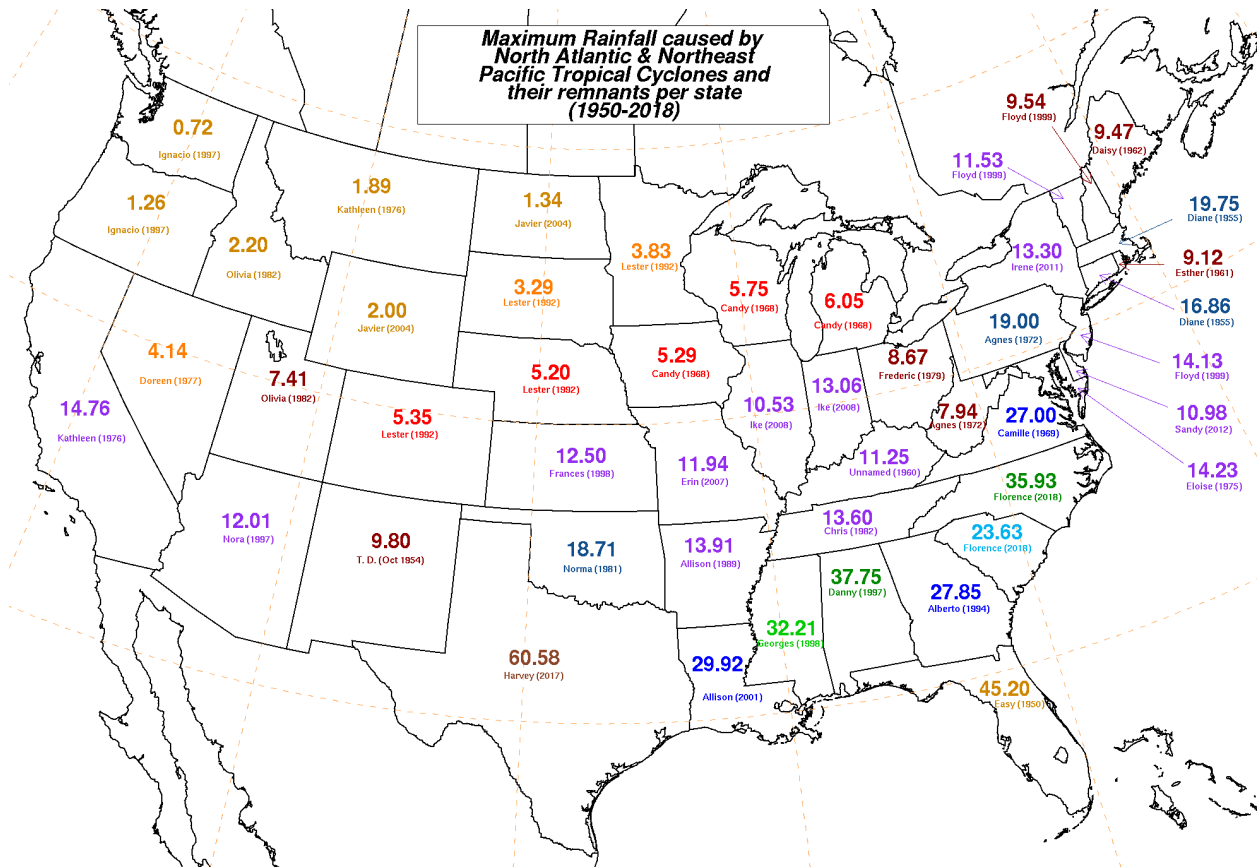 Maximum Rainfall caused by
North Atlantic & Northeast
Pacific Tropical Cyclones and
their remnants per state
(1950-2018)
0.72
Ignacio (1997)
1.26
Ignacio (1997)
2.20
Olivia (1982)
1.89
Kathleen (1976)
1.34
Javier (2004)
3.83
Lester (1992)
3.29
Lester (1992)
2.00
Javier (2004)
4.14
Doreen (1977)
14.76
Kathleen (1976)
7.41
Olivia (1982)
5.35
Lester (1992)
5.20
Lester (1992)
5.29
Candy (1968)
5.75
Candy (1968)
6.05
Candy (1968)
10.53
Ike (2008)
13.06
Ike (2008)
8.67
Frederic (1979)
7.94
Agnes (1972)
19.00
Agnes (1972)
13.30
Irene (2011)
11.53
Floyd (1999)
9.54
Floyd (1999)
9.47
Daisy (1962)
19.75
Diane (1955)
9.12
Esther (1961)
16.86
Diane (1955)
14.13
Floyd (1999)
10.98
Sandy (2012)
14.23
Eloise (1975)
27.00
Camille (1969)
11.25
Unnamed (1960)
12.50
Frances (1998)
11.94
Erin (2007)
12.01
Nora (1997)
9.80
T. D. (Oct 1954)
18.71
Norma (1981)
13.91
Allison (1989)
13.60
Chris (1982)
35.93
Florence (2018)
23.63
Florence (2018)
27.85
Alberto (1994)
37.75
Danny (1997)
32.21
Georges (1998)
29.92
Allison (2001)
60.58
Harvey (2017)
45.20
Easy (1950)